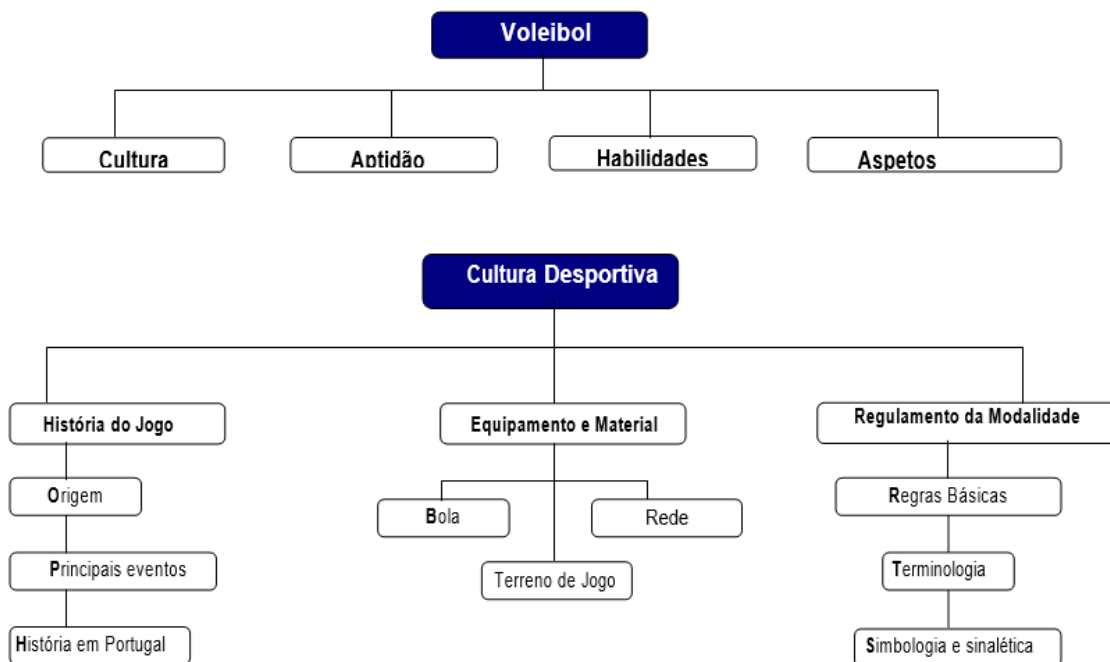 Voleibol
Cultura
Aptidão
Habilidades
Aspetos
Cultura Desportiva
História do Jogo
Equipamento e Material
Regulamento da Modalidade
Origem
Bola
Rede
Regras Básicas
Principais eventos
Terreno de Jogo
Terminologia
História em Portugal
Simbologia e sinalética